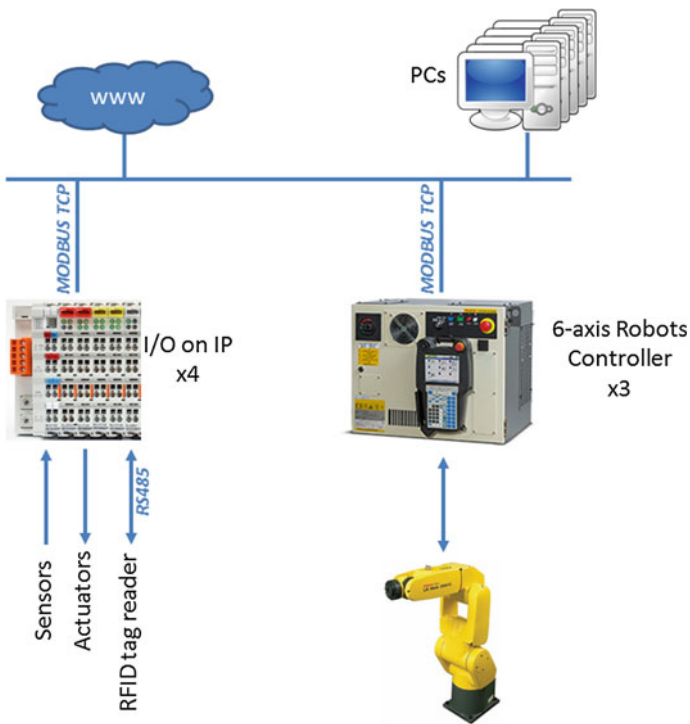 www
PCs
MODBUS TCP
MODBUS TCP
I/O on IP
x4
6-axis Robots
Controller
x3
RS485
Sensors
Actuators
RFID tag reader